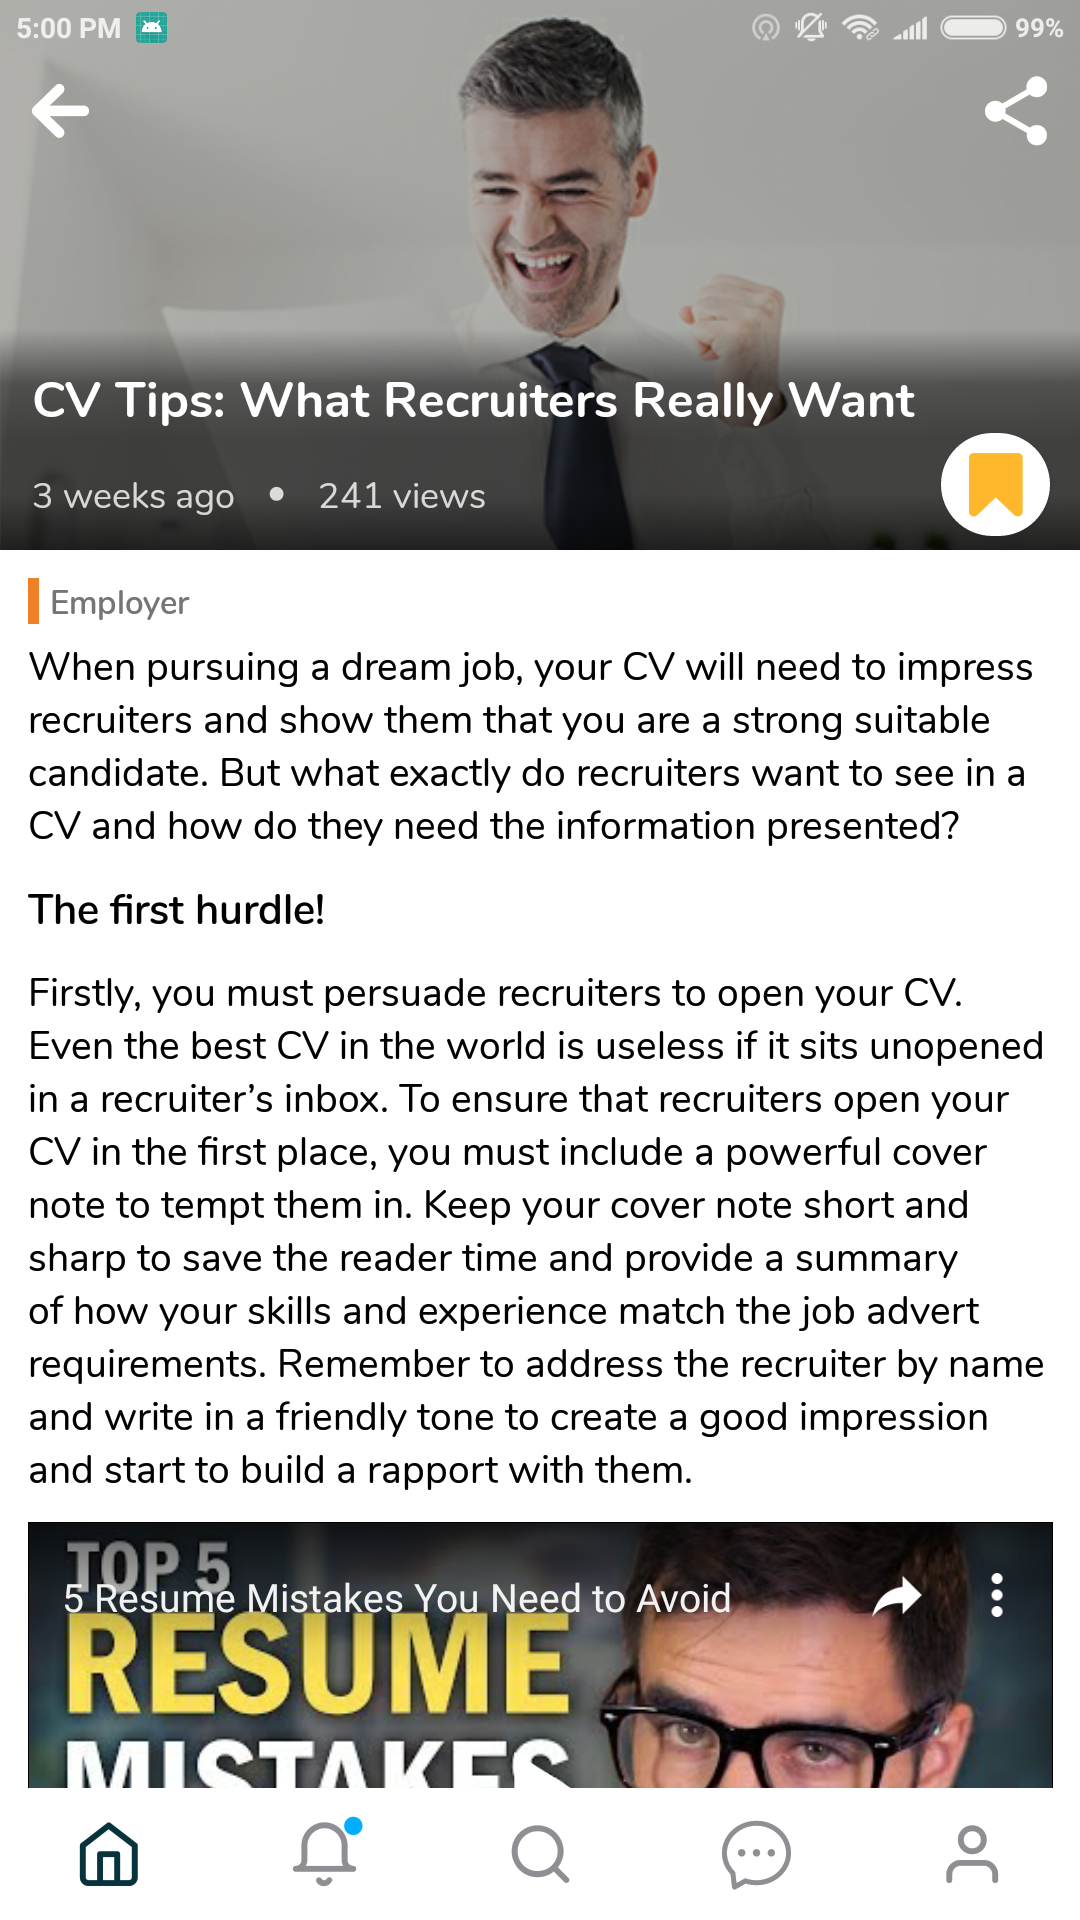 5:00 PM
99%
CV Tips: What Recruiters Really Want
3 weeks ago • 241 views
Employer
When pursuing a dream job, your CV will need to impress
recruiters and show them that you are a strong suitable
candidate. But what exactly do recruiters want to see in a
CV and how do they need the information presented?
The first hurdle!
Firstly, you must persuade recruiters to open your CV.
Even the best CV in the world is useless if it sits unopened
in a recruiter’s inbox. To ensure that recruiters open your
CV in the first place, you must include a powerful cover
note to tempt them in. Keep your cover note short and
sharp to save the reader time and provide a summary
of how your skills and experience match the job advert
requirements. Remember to address the recruiter by name
and write in a friendly tone to create a good impression
and start to build a rapport with them.
TOP 5
5 Resume Mistakes You Need to Avoid
RESUME
MISTAKES